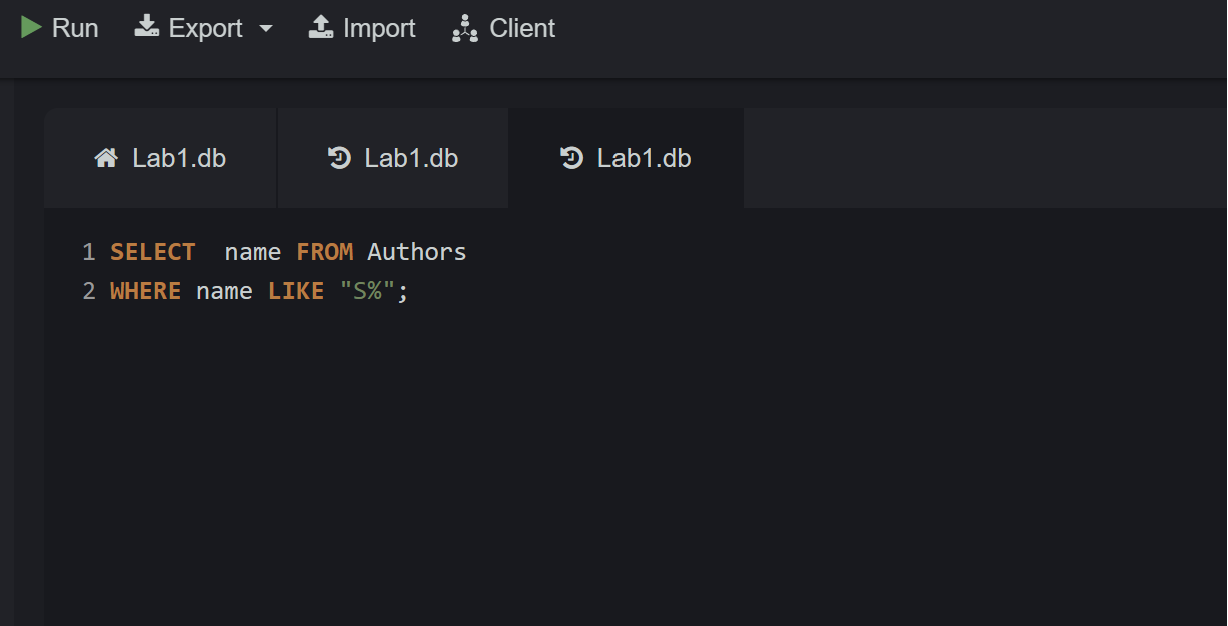 Run Export Import Client
Lab1.db Lab1.db Lab1.db
1 SELECT  name FROM Authors
2 WHERE name LIKE "S%";